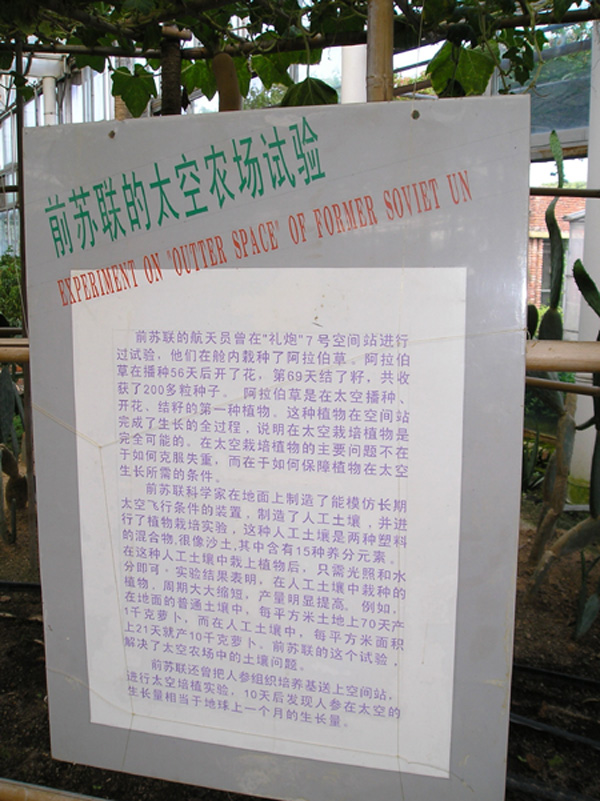 前苏联的太空农场试验
EXPERIMENT ON 'OUTTER SPACE' OF FORMER SOVIET UN
前苏联的航天员曾在"礼炮"7号空间站进行
过试验，他们在舱内栽种了阿拉伯草。阿拉伯
草在播种56天后开了花，第69天结了籽，共收
获了200多粒种子。 阿拉伯草是在太空播种、
开花、结籽的第一种植物。这种植物在空间站
完成了生长的全过程，说明在太空栽培植物是
完全可能的。在太空栽培植物的主要问题不在
于如何克服失重，而在于如何保障植物在太空
生长所需的条件。
前苏联科学家在地面上制造了能模仿长期
太空飞行条件的装置。制造了人工土壤，并进
行了植物栽培实验，这种人工土壤是两种塑料
的混合物,很像沙土,其中含有15种养分元素。
在这种人工土壤中栽上植物后，只需光照和水
分即可。实验结果表明，在人工土壤中栽种的
植物，周期大大缩短，产量明显提高。例如，
在地面的普通土壤中，每平方米土地上70天产
1千克萝卜，而在人工土壤中，每平方米面积
上21天就产10千克萝卜。前苏联的这个试验，
解决了太空农场中的土壤问题。
前苏联还曾把人参组织培养基送上空间站，
进行太空培植实验，10天后发现人参在太空的
生长量相当于地球上一个月的生长量。